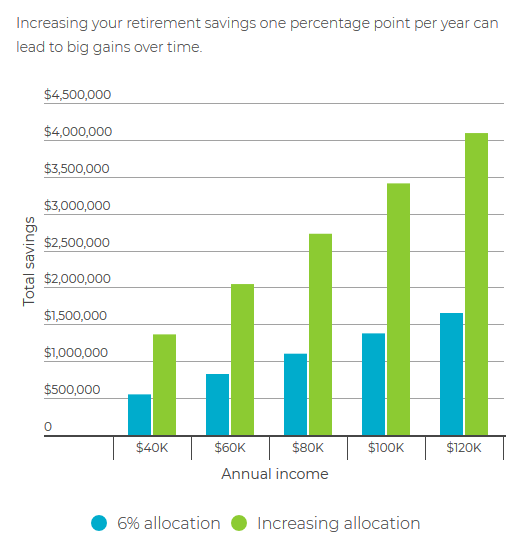 Increasing your retirement savings one percentage point per year can
lead to big gains over time.
$4,500,000
$4,000,000
$3,500,000
$3,000,000
$2,500,000
$2,000,000
$1,500,000
$1,000,000
$500,000
0
Total savings
$40K $60K $80K $100K $120K
Annual income
6% allocation Increasing allocation